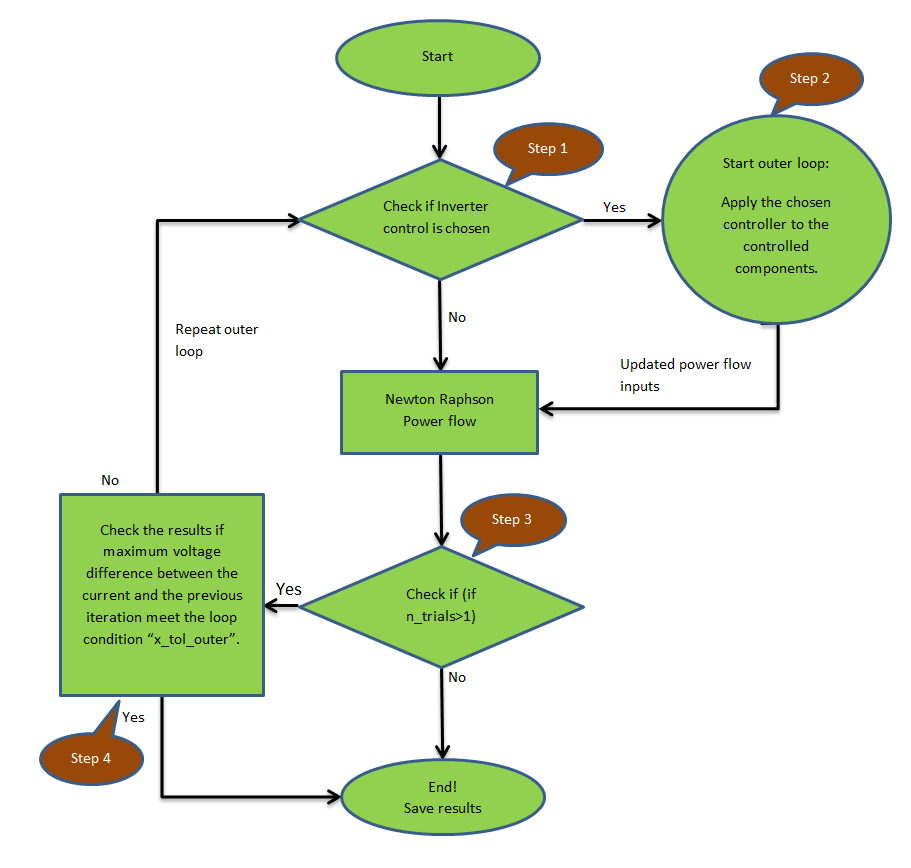 Start
Step 1
Step 2
Check if Inverter
control is chosen
Yes
Start outer loop:
Apply the chosen
controller to the
controlled
components.
No
Repeat outer
loop
Updated power flow
inputs
Newton Raphson
Power flow
No
Step 3
Check the results if
maximum voltage
difference between the
current and the previous
iteration meet the loop
condition “x_tol_outer”.
Yes
Check if (if
n_trials>1)
No
Yes
Step 4
End!
Save results